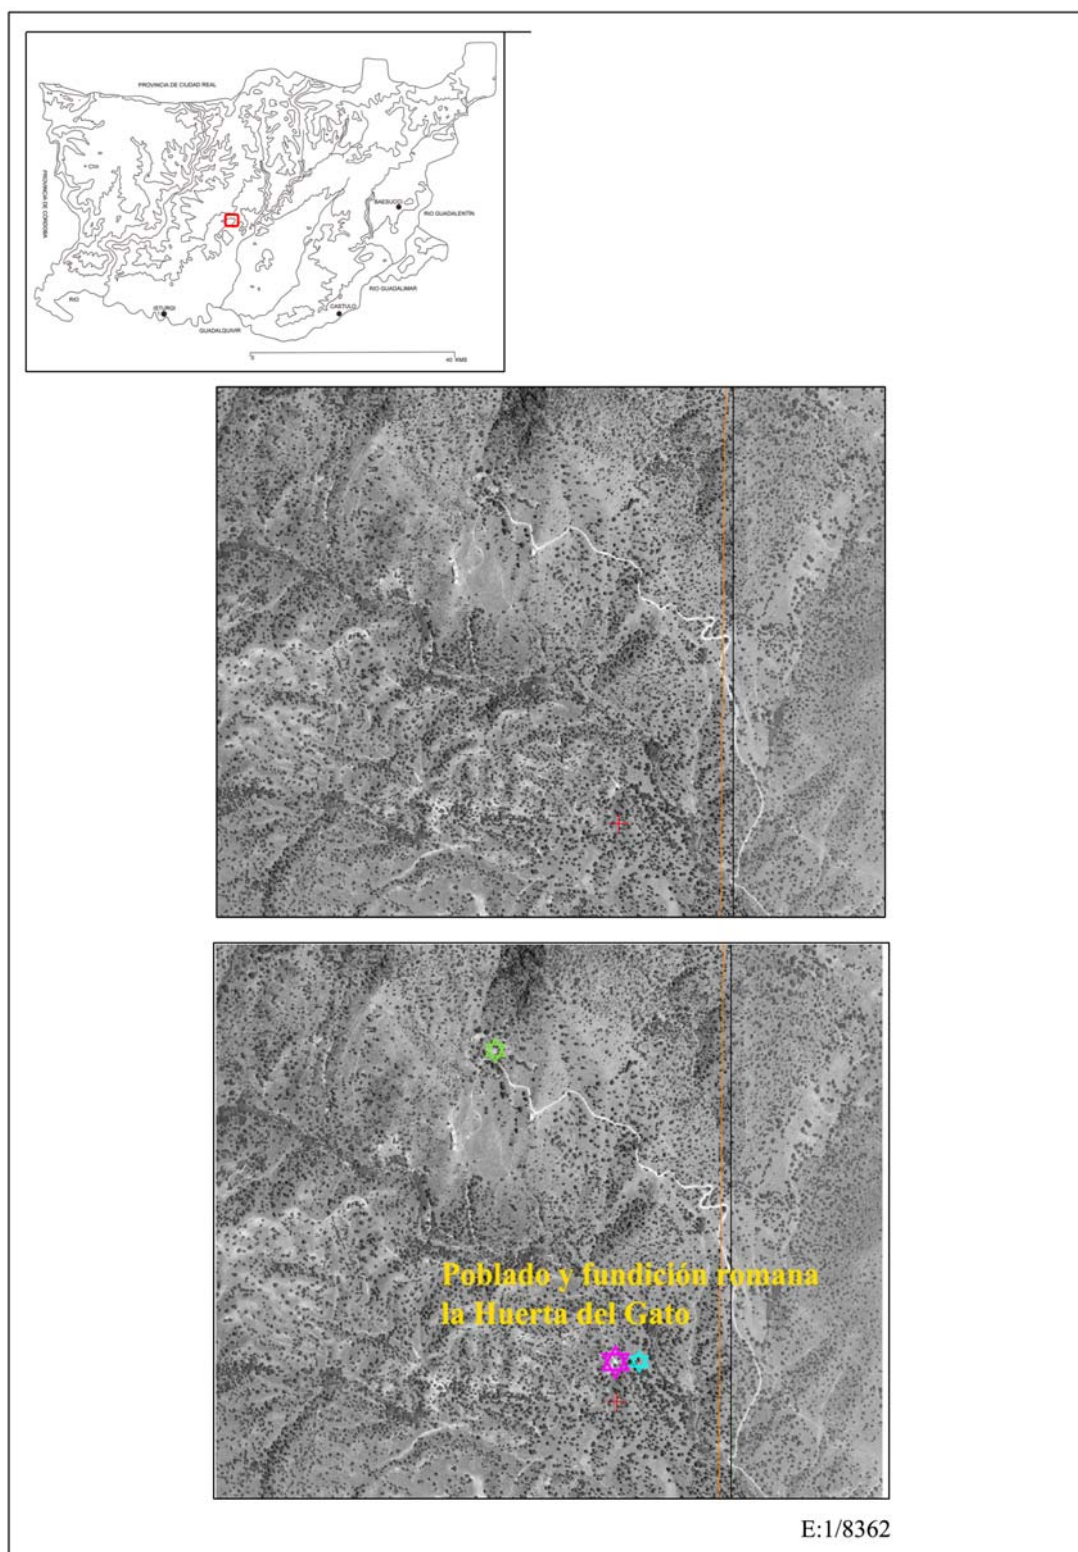 PROVINCIA DE CIUDAD REAL
PROVINCIA DE CORDOBA
BAESUCCI
RIO GUADALENTÍN
RIO GUADALIMAR
RIO
ISTURGI
CASTULO
GUADALQUIVIR
0
40 KMS
Poblado y fundición romana
la Huerta del Gato
E:1/8362